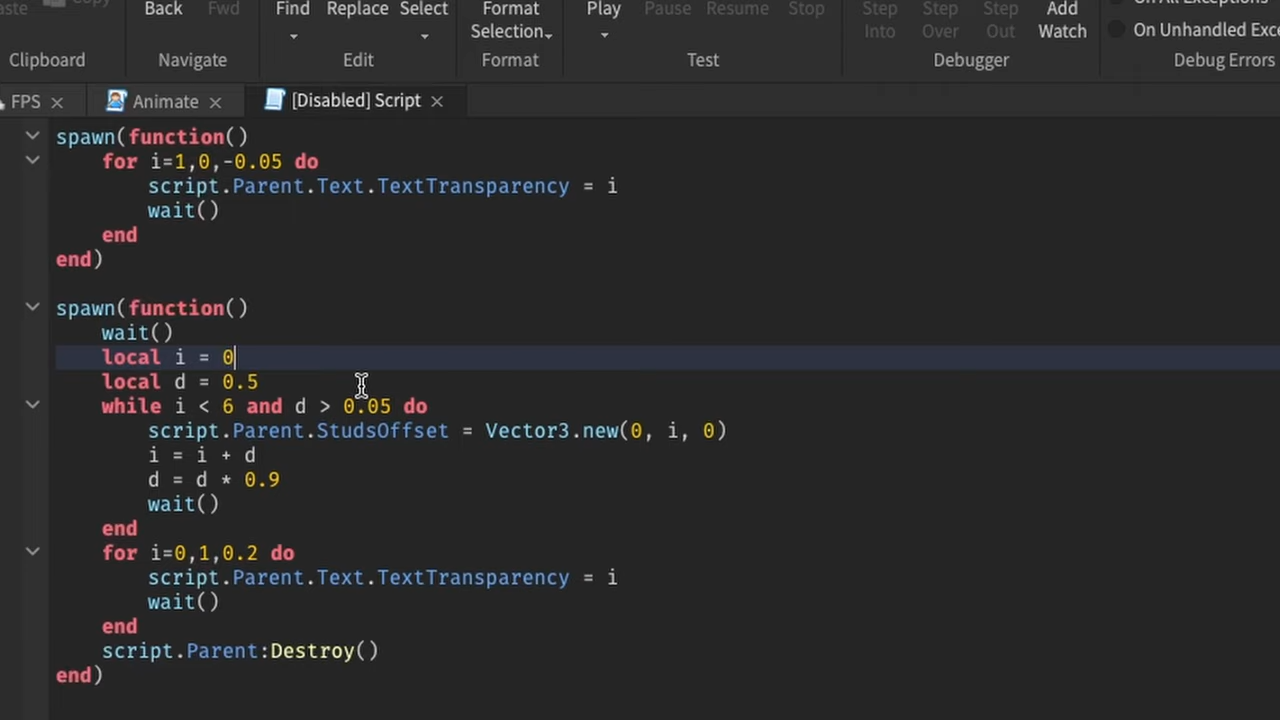 Copy
Back Fwd Find Replace Select Format Selection Play Pause Resume Stop Step Into Step Over Step Out Add Watch On All Exceptions
On Unhandled
Clipboard Navigate Edit Format Test Debugger Debug Errors
FPS Animate [Disabled] Script
spawn(function()
for i=1,0,-0.05 do
script.Parent.Text.TextTransparency = i
wait()
end
end)
spawn(function()
wait()
local i = 0
local d = 0.5
while i < 6 and d > 0.05 do
script.Parent.StudsOffset = Vector3.new(0, i, 0)
i = i + d
d = d * 0.9
wait()
end
for i=0,1,0.2 do
script.Parent.Text.TextTransparency = i
wait()
end
script.Parent:Destroy()
end)